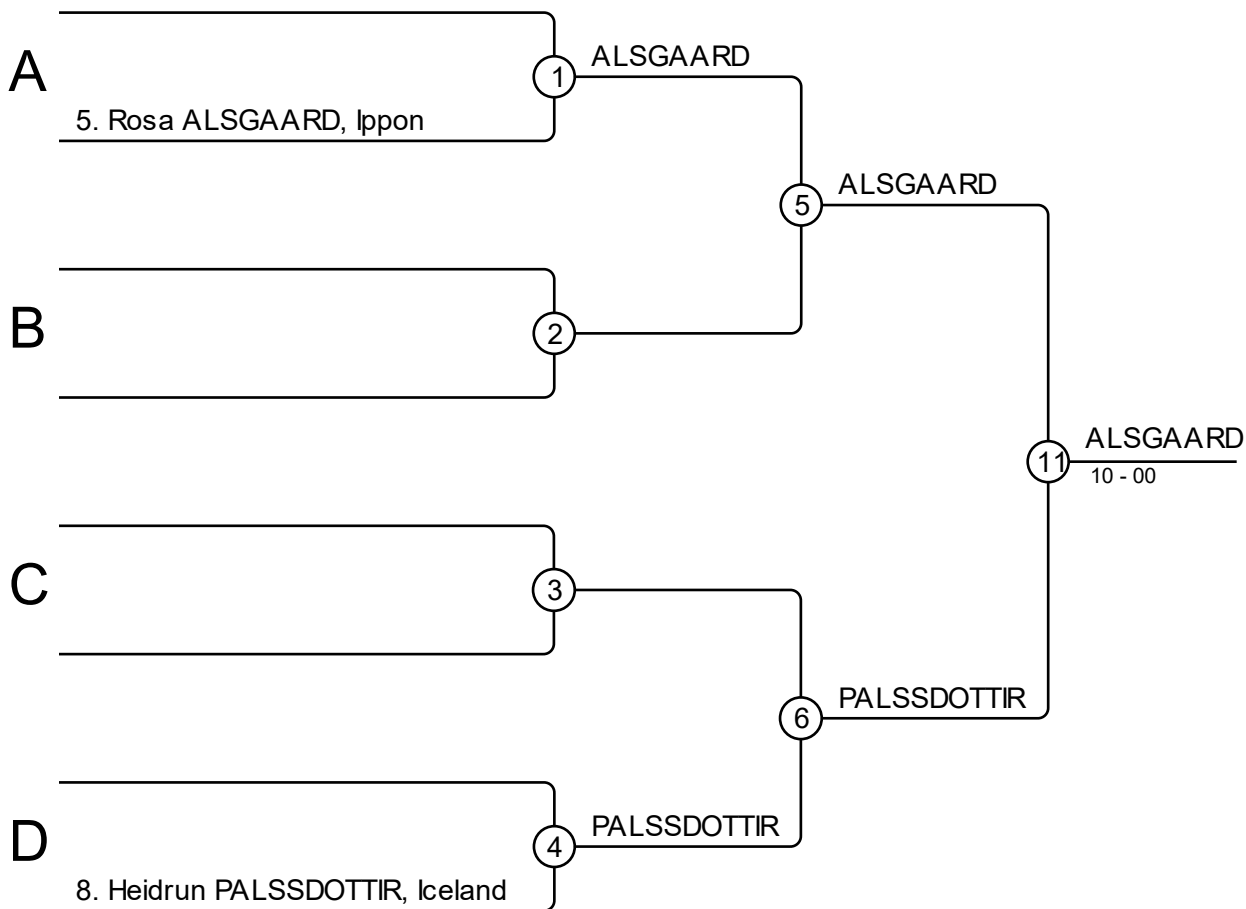 ALSGAARD
1
A
5. Rosa ALSGAARD, Ippon
ALSGAARD
5
B
2
ALSGAARD
11
10 - 00
C
3
PALSSDOTTIR
6
PALSSDOTTIR
D
4
8. Heidrun PALSSDOTTIR, Iceland